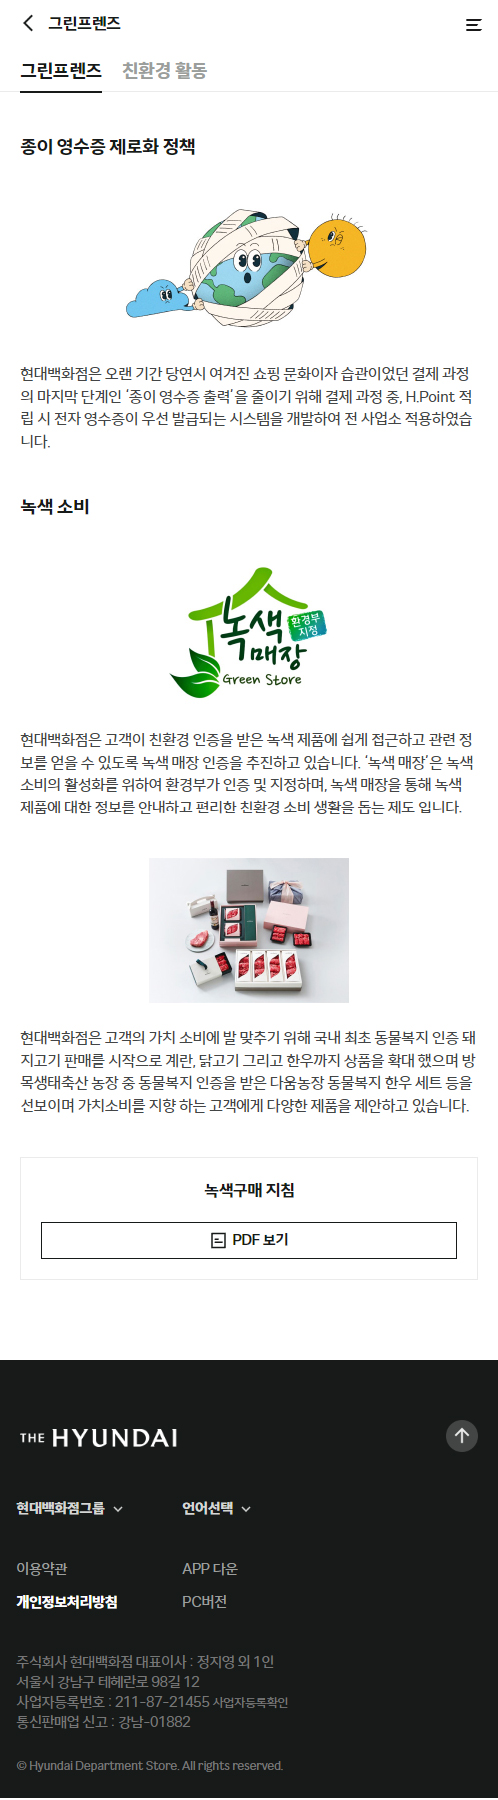 그린프렌즈
그린프렌즈 친환경 활동
종이 영수증 제로화 정책
현대백화점은 오랜 기간 당연시 여겨진 쇼핑 문화이자 습관이었던 결제 과정
의 마지막 단계인 ‘종이 영수증 출력’을 줄이기 위해 결제 과정 중, H.Point 적
립 시 전자 영수증이 우선 발급되는 시스템을 개발하여 전 사업소 적용하였습
니다.
녹색 소비
녹색
환경부
지정
매장
Green Store
현대백화점은 고객이 친환경 인증을 받은 녹색 제품에 쉽게 접근하고 관련 정
보를 얻을 수 있도록 녹색 매장 인증을 추진하고 있습니다. ‘녹색 매장’은 녹색
소비의 활성화를 위하여 환경부가 인증 및 지정하며, 녹색 매장을 통해 녹색
제품에 대한 정보를 안내하고 편리한 친환경 소비 생활을 돕는 제도 입니다.
현대백화점은 고객의 가치 소비에 발 맞추기 위해 국내 최초 동물복지 인증 돼
지고기 판매를 시작으로 계란, 닭고기 그리고 한우까지 상품을 확대 했으며 방
목생태축산 농장 중 동물복지 인증을 받은 다움농장 동물복지 한우 세트 등을
선보이며 가치소비를 지향 하는 고객에게 다양한 제품을 제안하고 있습니다.
녹색구매 지침
PDF 보기
THE HYUNDAI
현대백화점그룹 언어선택
이용약관 APP 다운
개인정보처리방침 PC버전
주식회사 현대백화점 대표이사 : 정지영 외 1인
서울시 강남구 테헤란로 98길 12
사업자등록번호 : 211-87-21455 사업자등록확인
통신판매업 신고 : 강남-01882
© Hyundai Department Store. All rights reserved.